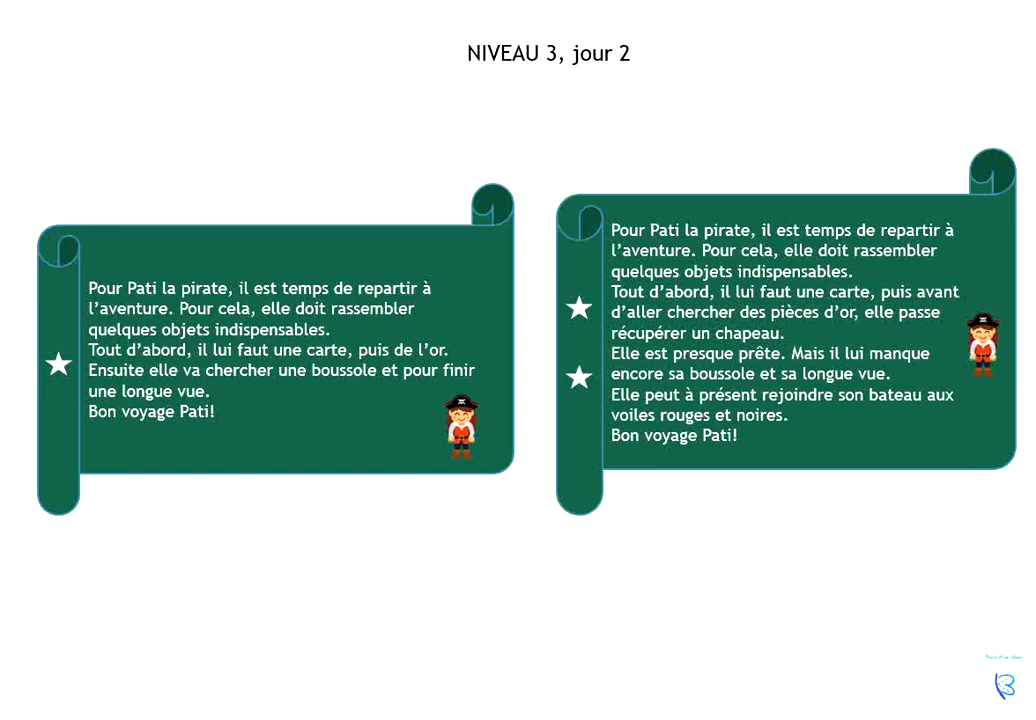 NIVEAU 3, jour 2
Pour Pati la pirate, il est temps de repartir à
l’aventure. Pour cela, elle doit rassembler
quelques objets indispensables.
Tout d’abord, il lui faut une carte, puis de l’or.
Ensuite elle va chercher une boussole et pour finir
une longue vue.
Bon voyage Pati!
Pour Pati la pirate, il est temps de repartir à
l’aventure. Pour cela, elle doit rassembler
quelques objets indispensables.
Tout d’abord, il lui faut une carte, puis avant
d’aller chercher des pièces d’or, elle passe
récupérer un chapeau.
Elle est presque prête. Mais il lui manque
encore sa boussole et sa longue vue.
Elle peut à présent rejoindre son bateau aux
voiles rouges et noires.
Bon voyage Pati!